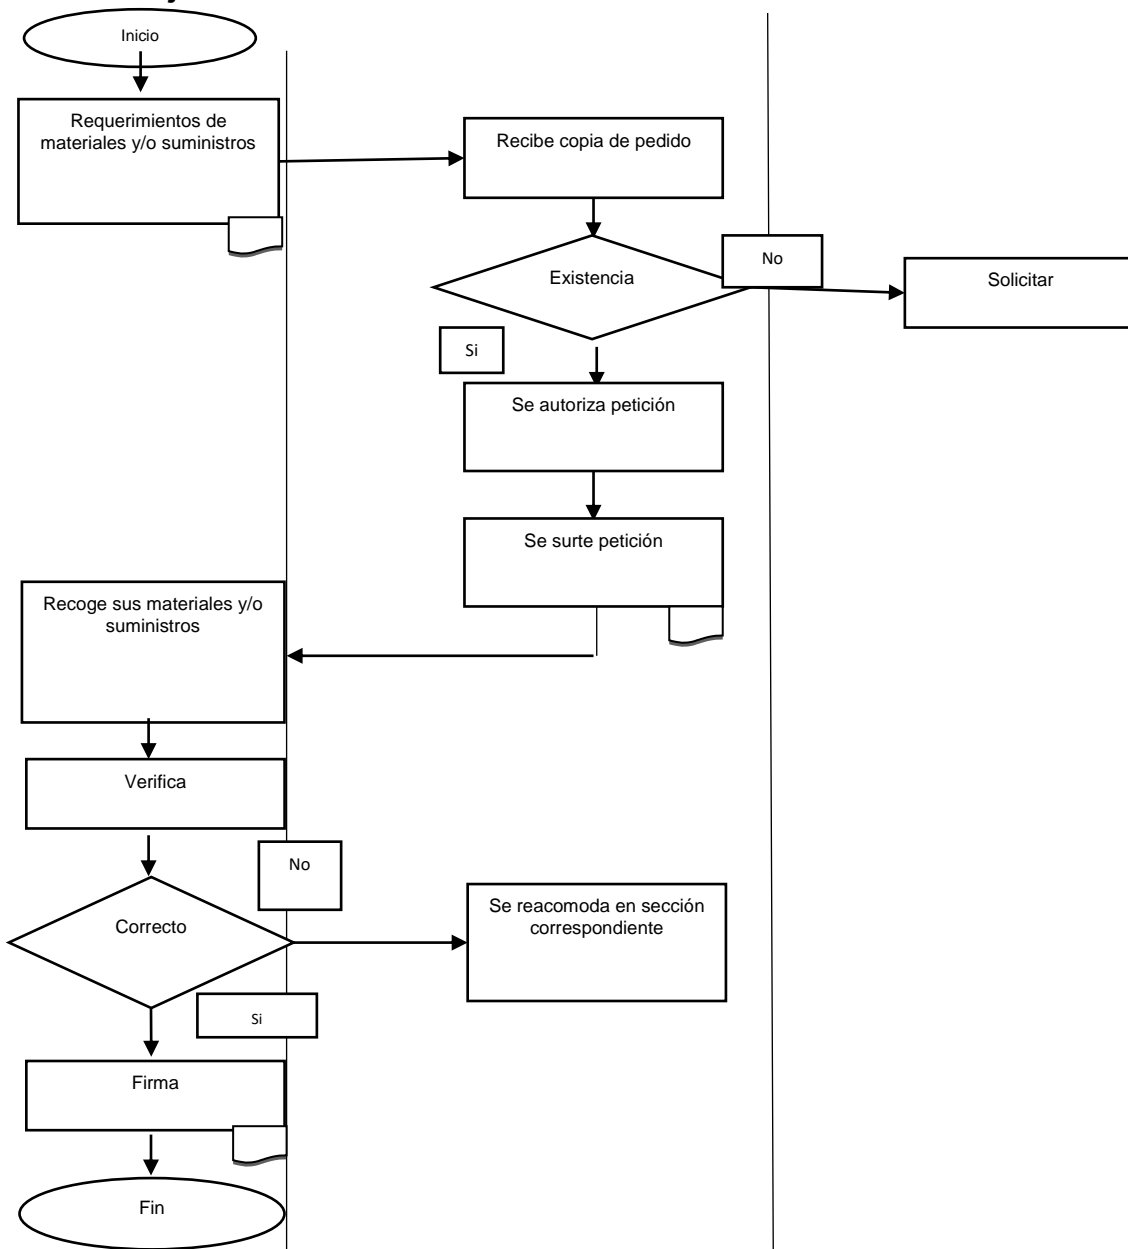 Inicio
Requerimientos de
materiales y/o suministros
Recibe copia de pedido
Existencia
No
Solicitar
Si
Se autoriza petición
Se surte petición
Recoge sus materiales y/o
suministros
Verifica
No
Correcto
Se reacomoda en sección
correspondiente
Si
Firma
Fin